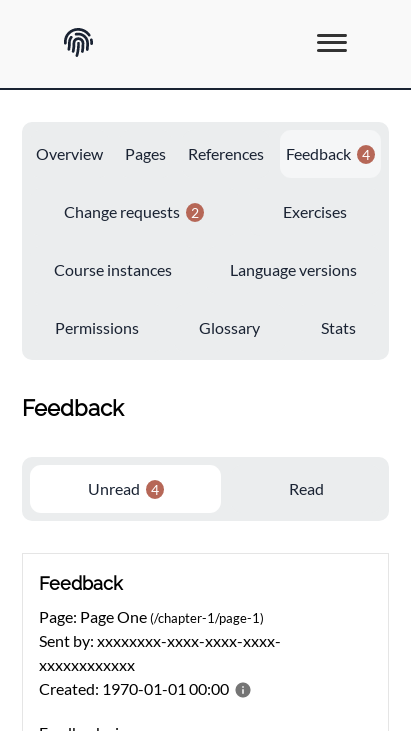 Overview Pages References Feedback 4
Change requests 2 Exercises
Course instances Language versions
Permissions Glossary Stats
Feedback
Unread 4 Read
Feedback
Page: Page One (/chapter-1/page-1)
Sent by: xxxxxxxx-xxxx-xxxx-xxxx-
xxxxxxxxxxxx
Created: 1970-01-01 00:00